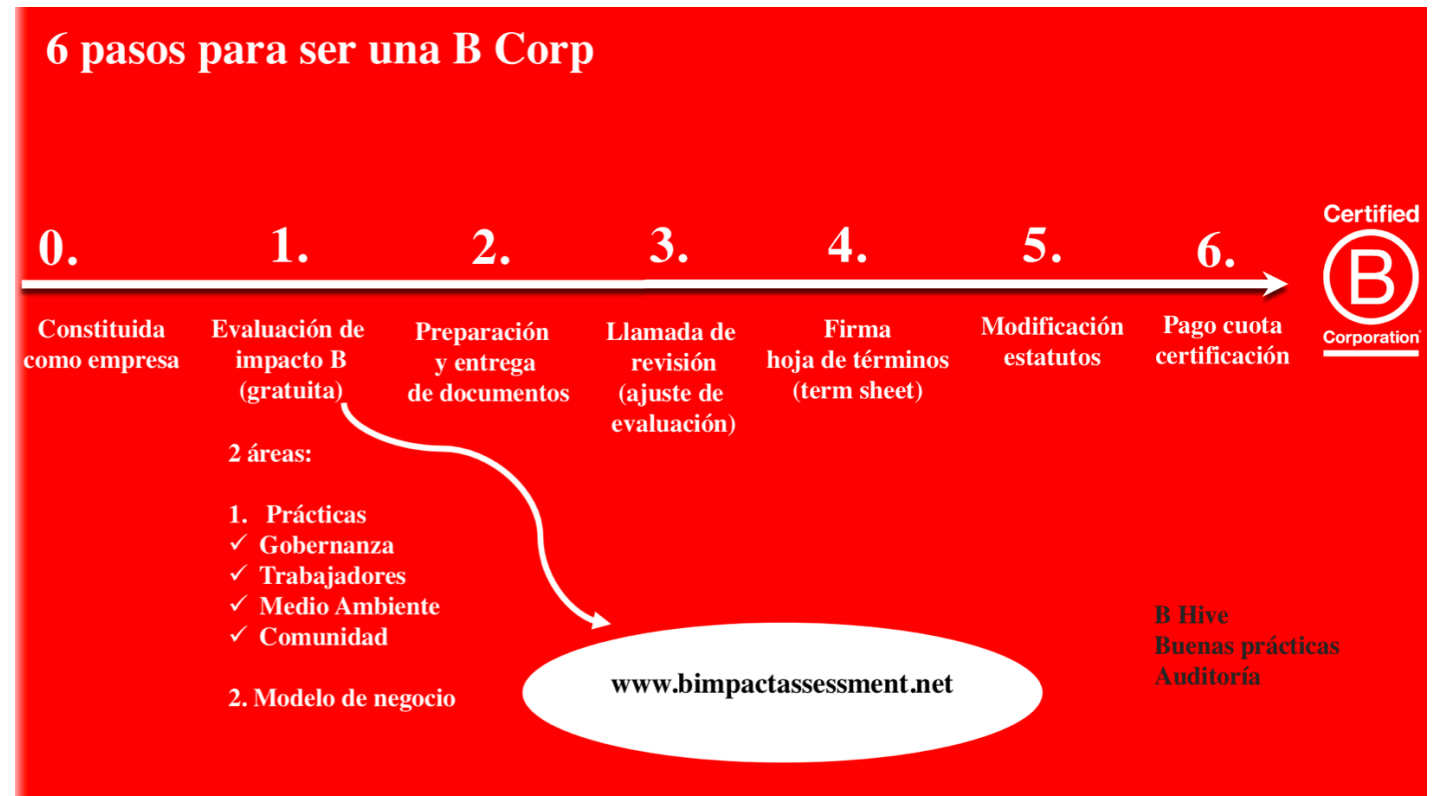 6 pasos para ser una B Corp
0.
1.
2.
3.
4.
5.
6.
Certified
B
Corporation
Constituida
como empresa
Evaluación de
impacto B
(gratuita)
Preparación
y entrega
de documentos
Llamada de
revisión
(ajuste de
evaluación)
Firma
hoja de términos
(term sheet)
Modificación
estatutos
Pago cuota
certificación
2 áreas:
1. Prácticas
✓ Gobernanza
✓ Trabajadores
✓ Medio Ambiente
✓ Comunidad
2. Modelo de negocio
www.bimpactassessment.net
B Hive
Buenas prácticas
Auditoría